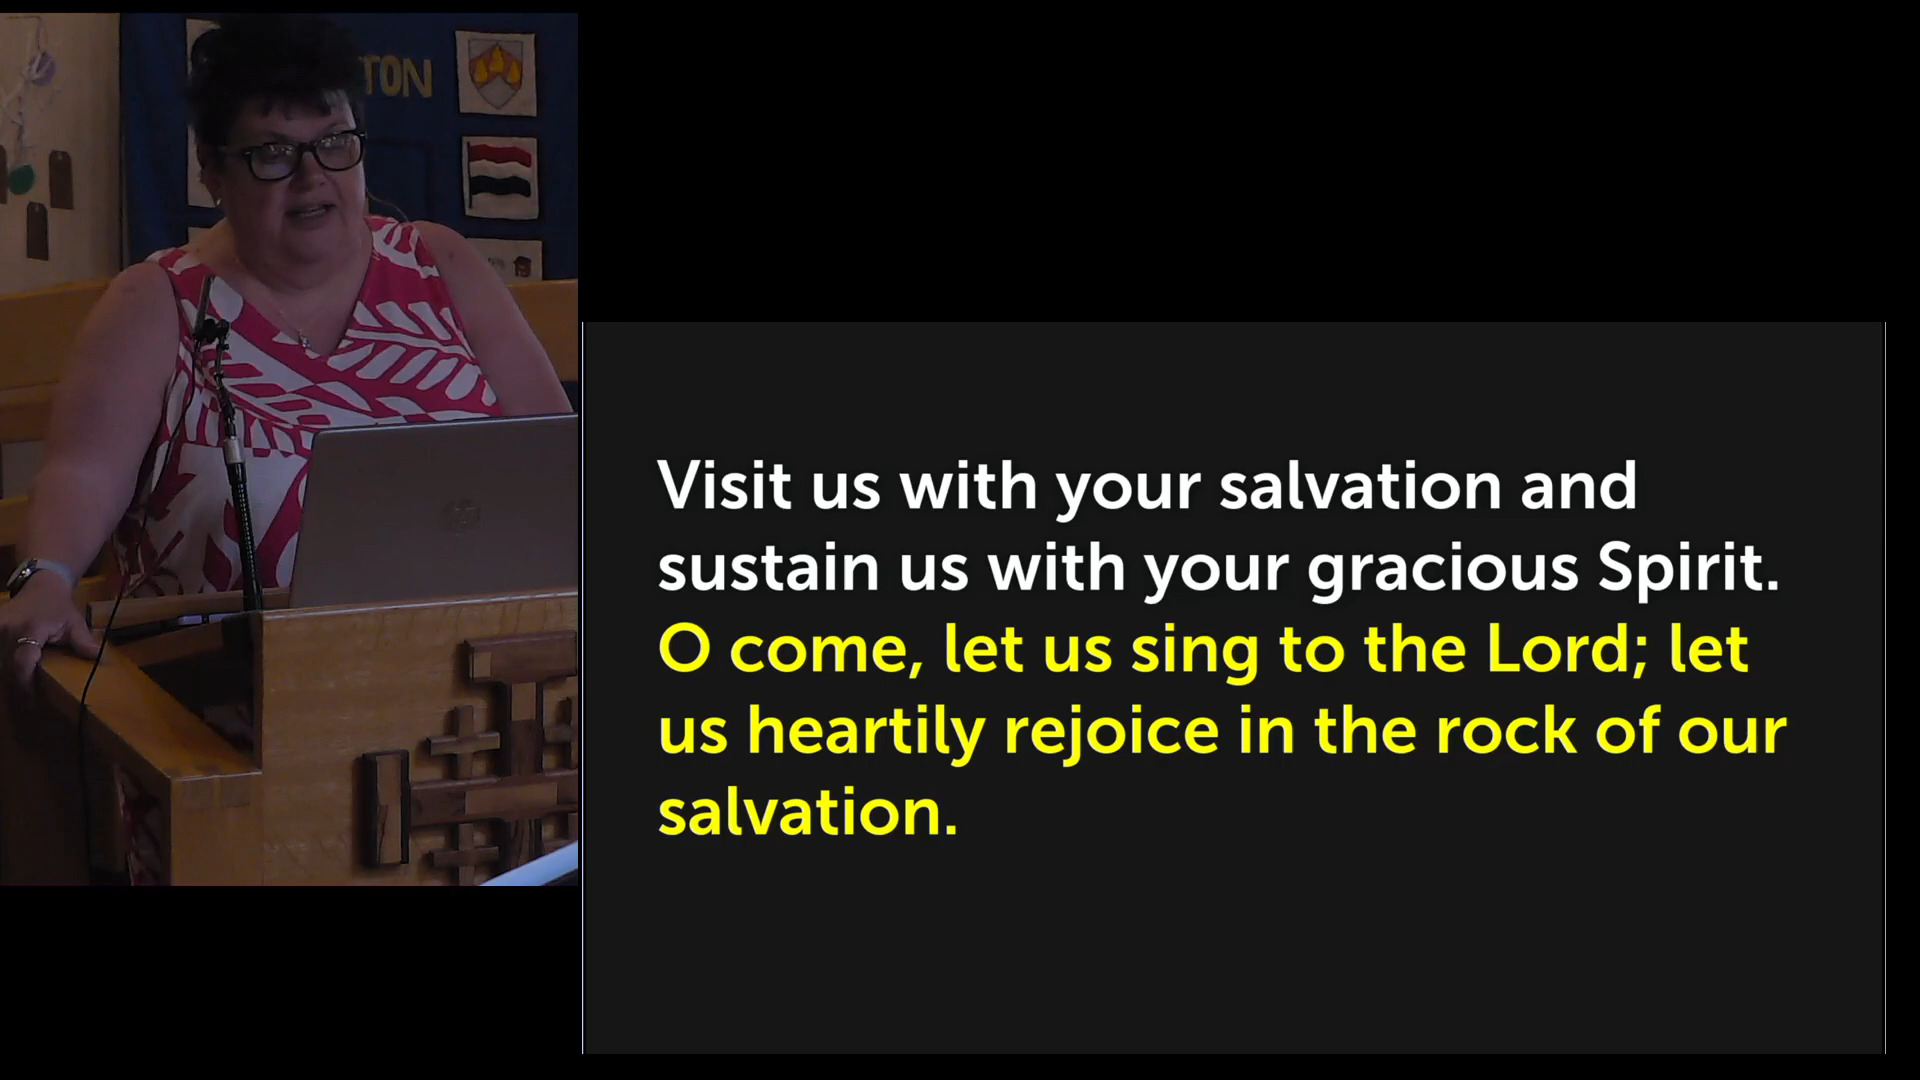 TON
Visit us with your salvation and
sustain us with your gracious Spirit.
O come, let us sing to the Lord; let
us heartily rejoice in the rock of our
salvation.